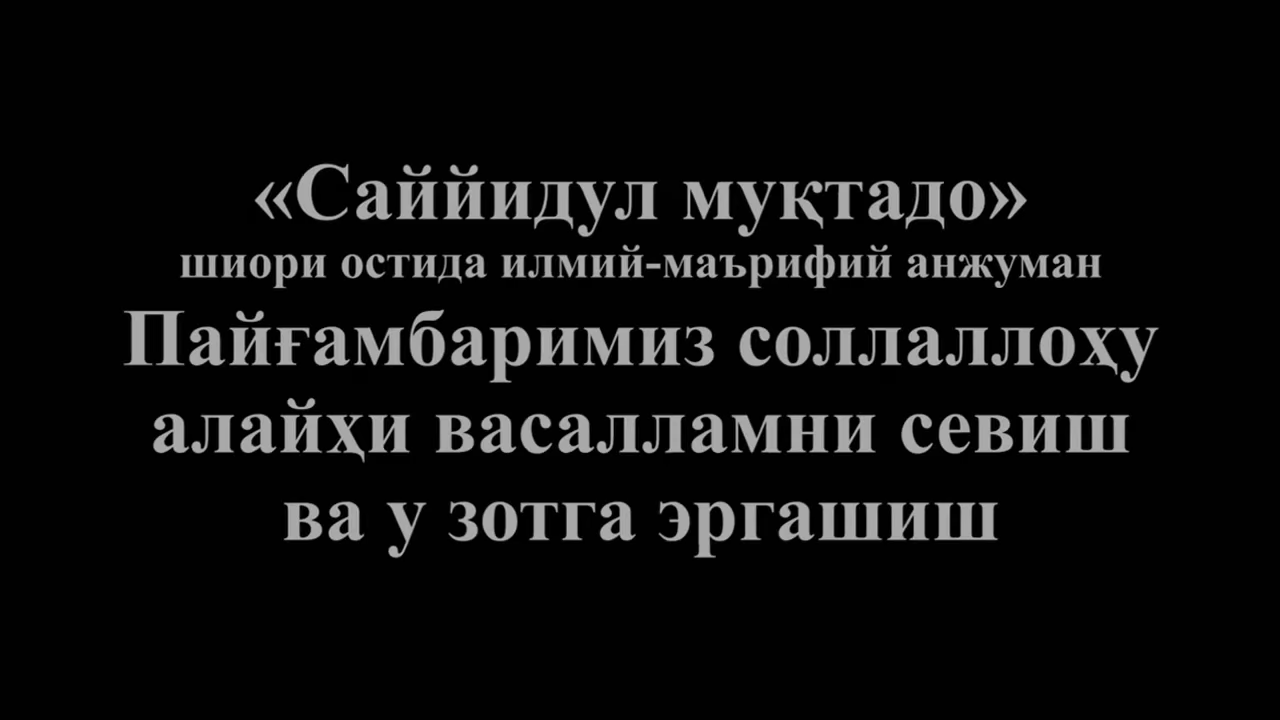 «Саййидул муқтадо»
шиори остида илмий-маърифий анжуман
Пайғамбаримиз соллаллоҳу
алайҳи васалламни севиш
ва у зотга эргашиш